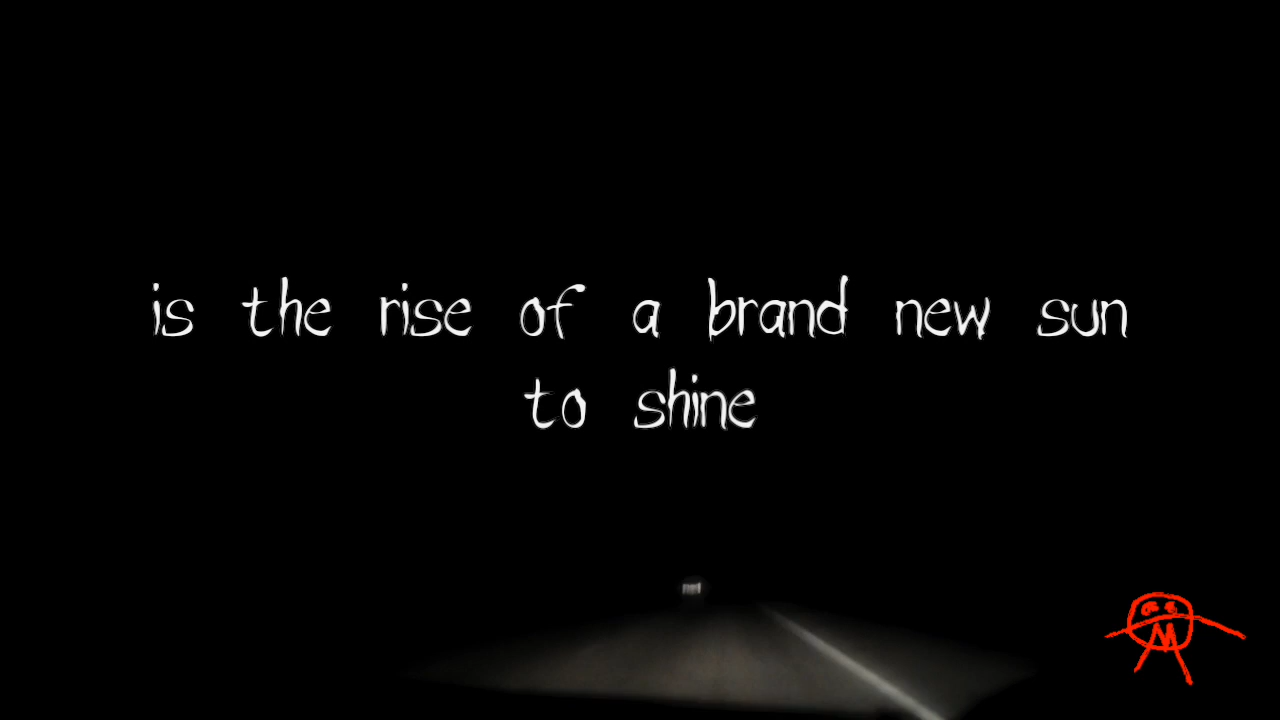 is the rise of a brand new sun
to shine